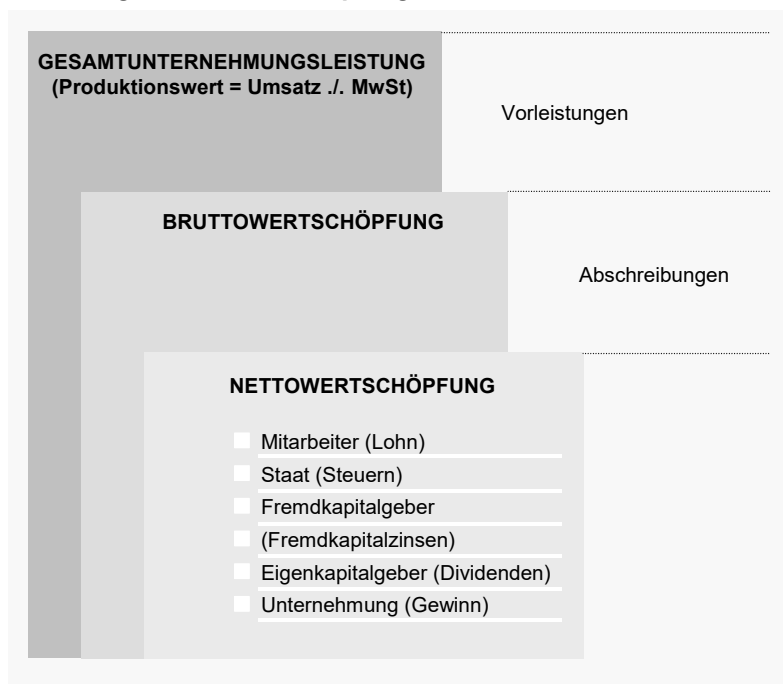 GESAMTUNTERNEHMUNGSLEISTUNG
(Produktionswert = Umsatz ./. MwSt)
Vorleistungen
BRUTTOWERTSCHÖPFUNG
Abschreibungen
NETTOWERTSCHÖPFUNG
Mitarbeiter (Lohn)
Staat (Steuern)
Fremdkapitalgeber
(Fremdkapitalzinsen)
Eigenkapitalgeber (Dividenden)
Unternehmung (Gewinn)